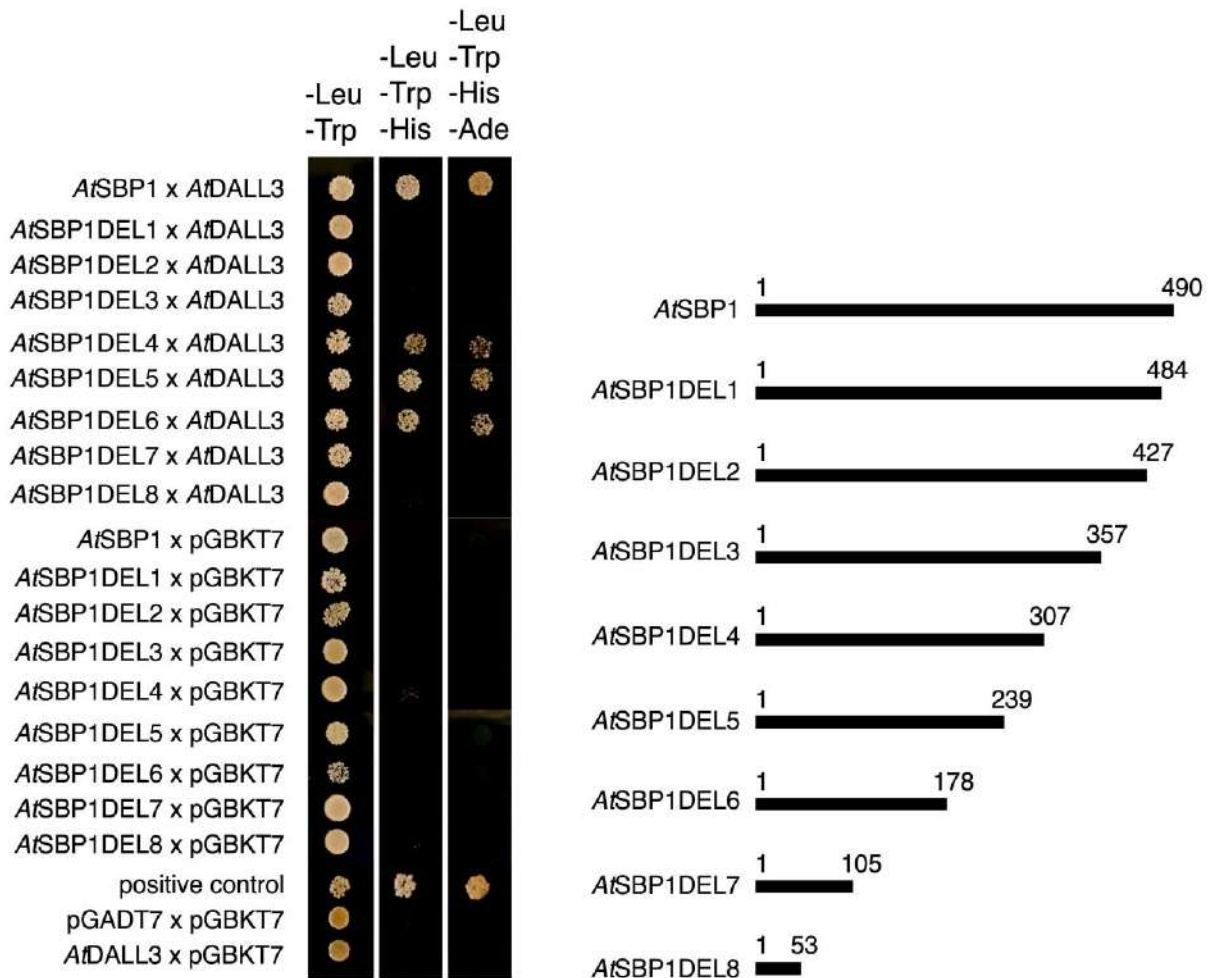 -Leu
-Leu -Trp
-Leu -Trp -His
-Trp -His -Ade
AtSBP1 x AtDALL3
AtSBP1DEL1 x AtDALL3
AtSBP1DEL2 x AtDALL3
AtSBP1DEL3 x AtDALL3
AtSBP1DEL4 x AtDALL3
AtSBP1DEL5 x AtDALL3
AtSBP1DEL6 x AtDALL3
AtSBP1DEL7 x AtDALL3
AtSBP1DEL8 x AtDALL3
AtSBP1 x pGBKT7
AtSBP1DEL1 x pGBKT7
AtSBP1DEL2 x pGBKT7
AtSBP1DEL3 x pGBKT7
AtSBP1DEL4 x pGBKT7
AtSBP1DEL5 x pGBKT7
AtSBP1DEL6 x pGBKT7
AtSBP1DEL7 x pGBKT7
AtSBP1DEL8 x pGBKT7
positive control
pGADT7 x pGBKT7
AtDALL3 x pGBKT7
1 490
AtSBP1
1 484
AtSBP1DEL1
1 427
AtSBP1DEL2
1 357
AtSBP1DEL3
1 307
AtSBP1DEL4
1 239
AtSBP1DEL5
1 178
AtSBP1DEL6
1 105
AtSBP1DEL7
1 53
AtSBP1DEL8